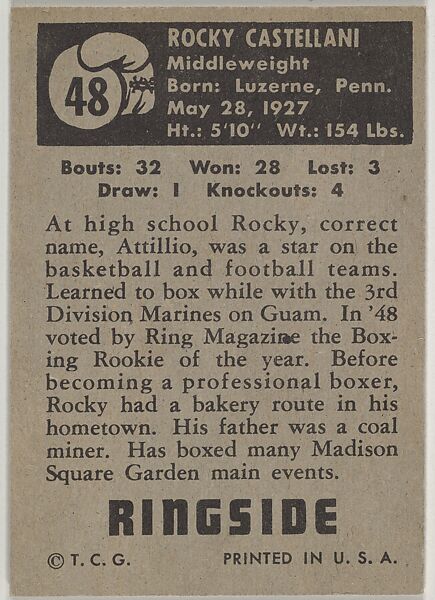 48
ROCKY CASTELLANI
Middleweight
Born: Luzerne, Penn.
May 28, 1927
Ht.: 5'10" Wt.: 154 Lbs.
Bouts: 32 Won: 28 Lost: 3
Draw: 1 Knockouts: 4
At high school Rocky, correct
name, Attillio, was a star on the
basketball and football teams.
Learned to box while with the 3rd
Division Marines on Guam. In '48
voted by Ring Magazine the Box-
ing Rookie of the year. Before
becoming a professional boxer,
Rocky had a bakery route in his
hometown. His father was a coal
miner. Has boxed many Madison
Square Garden main events.
RINGSIDE
© T. C. G. PRINTED IN U. S. A.